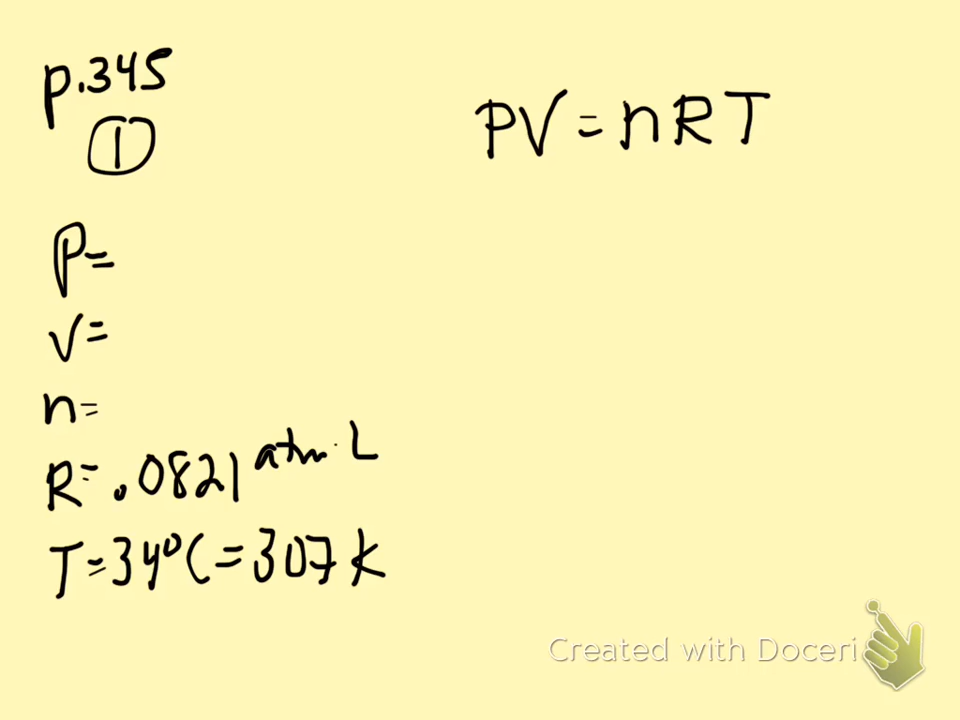 p.345
①
PV=nRT
P=
V=
n=
R=.0821 atm·L
T=34°C=307K
Created with Doceri